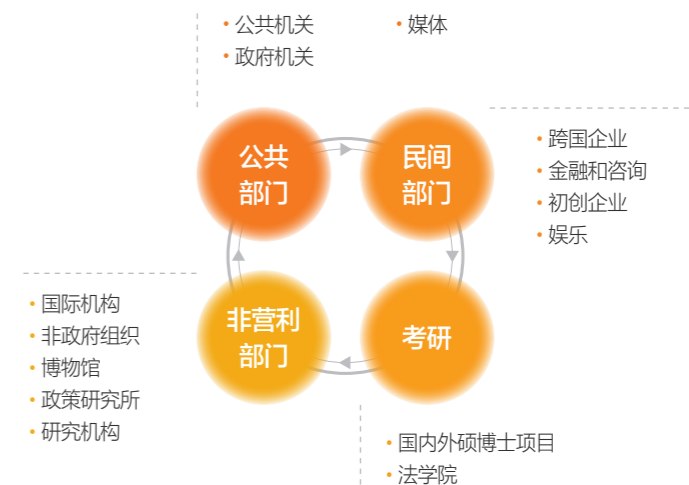 • 公共机关
• 政府机关
• 媒体
公共
部门
民间
部门
• 跨国企业
• 金融和咨询
• 初创企业
• 娱乐
• 国际机构
• 非政府组织
• 博物馆
• 政策研究所
• 研究机构
非营利
部门
考研
• 国内外硕博士项目
• 法学院